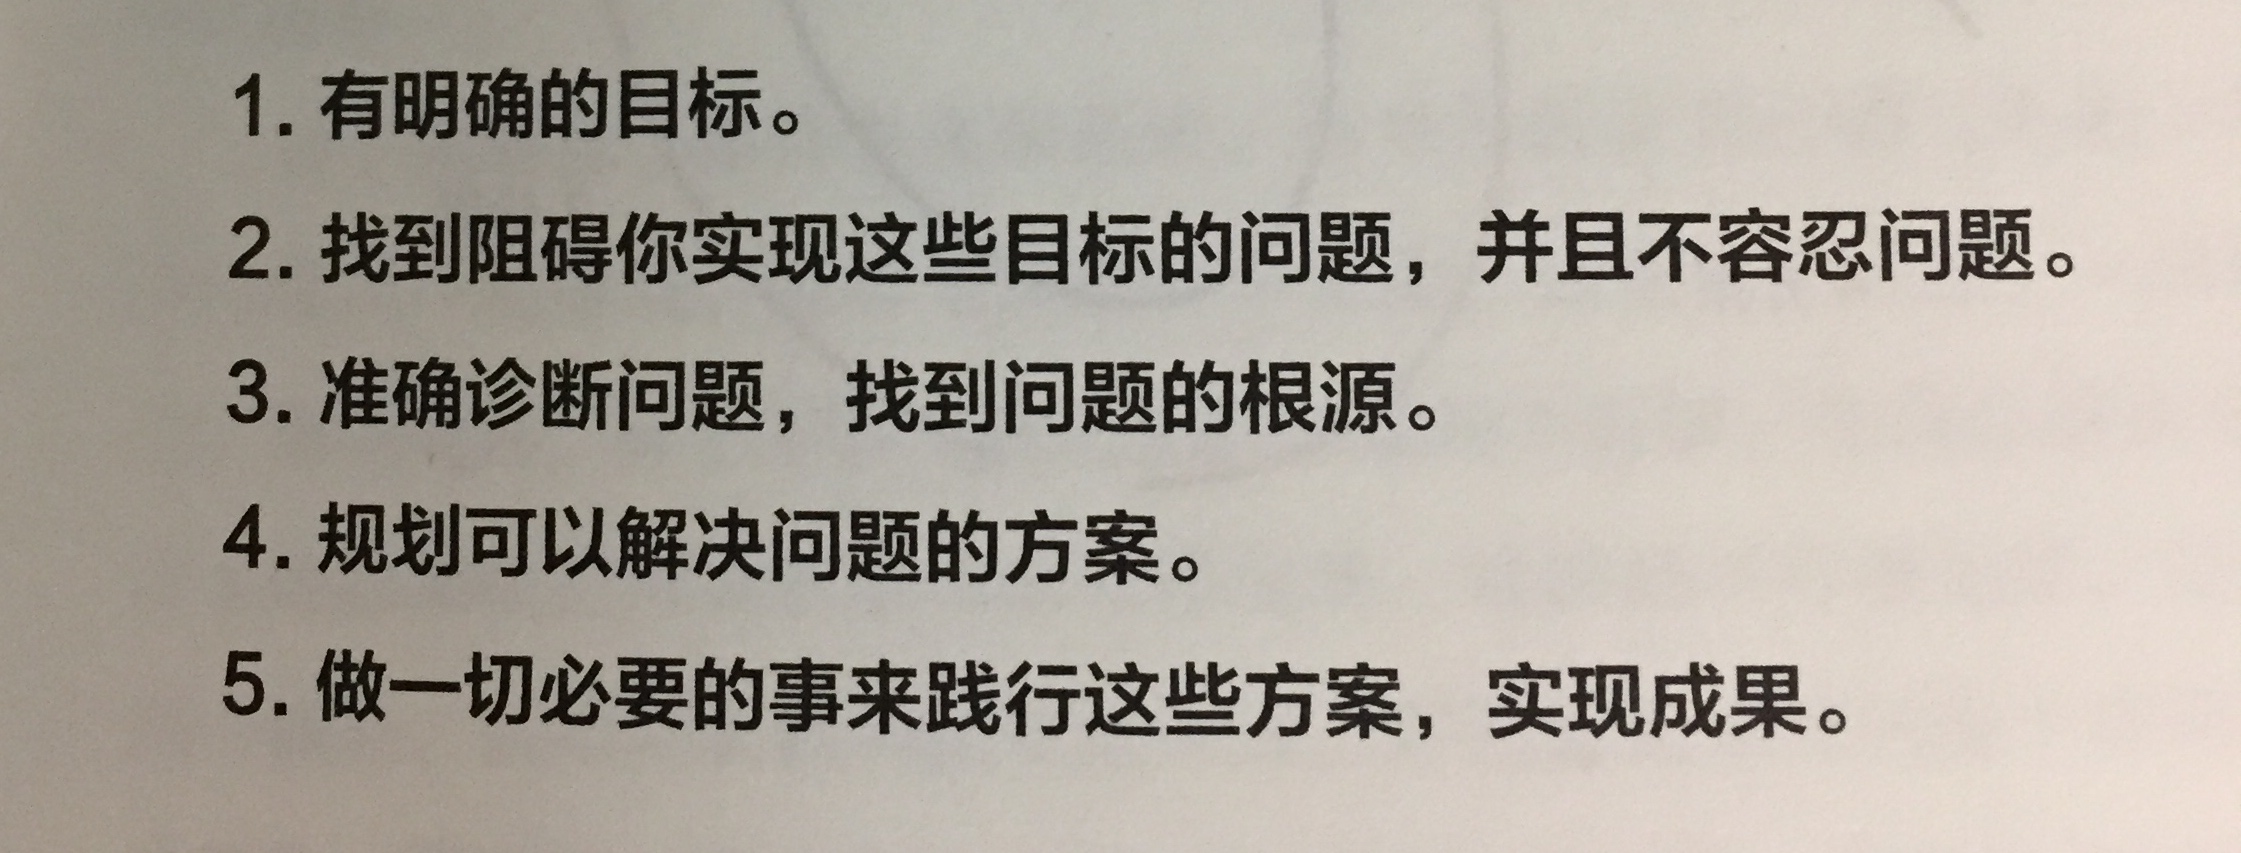 1. 有明确的目标。
2. 找到阻碍你实现这些目标的问题，并且不容忍问题。
3. 准确诊断问题，找到问题的根源。
4. 规划可以解决问题的方案。
5. 做一切必要的事来践行这些方案，实现成果。